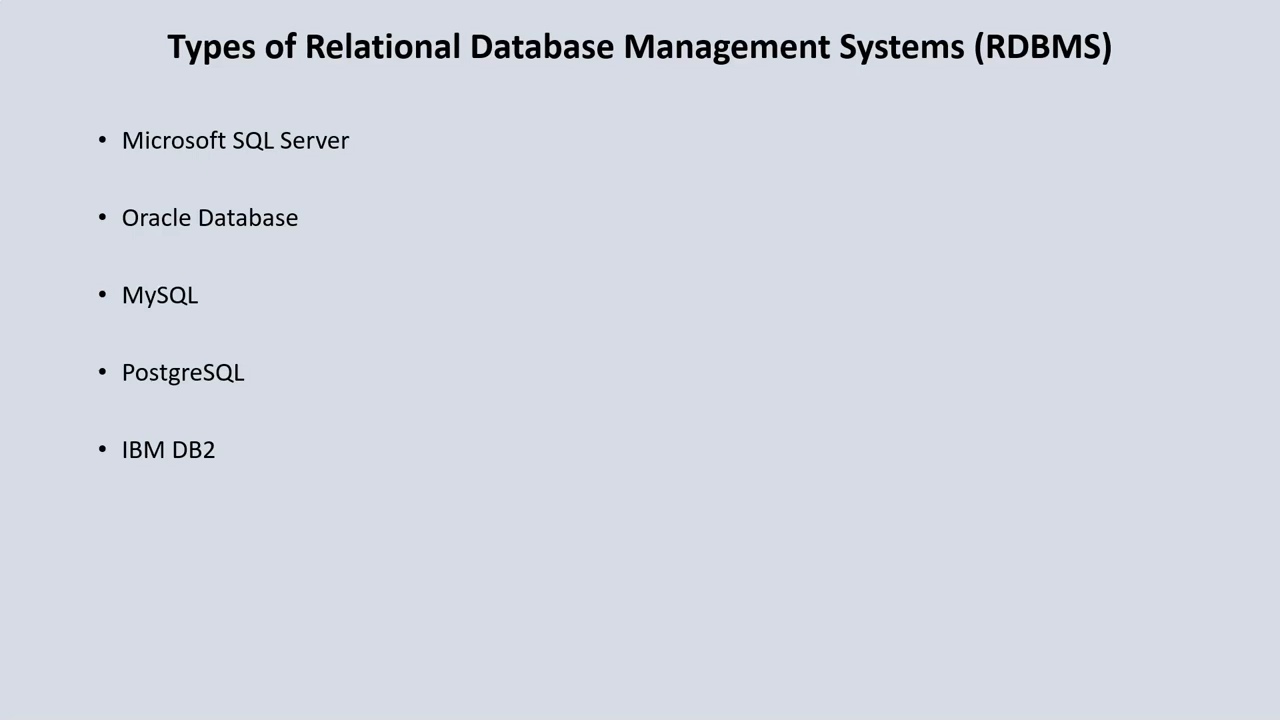 Types of Relational Database Management Systems (RDBMS)
• Microsoft SQL Server
• Oracle Database
• MySQL
• PostgreSQL
• IBM DB2